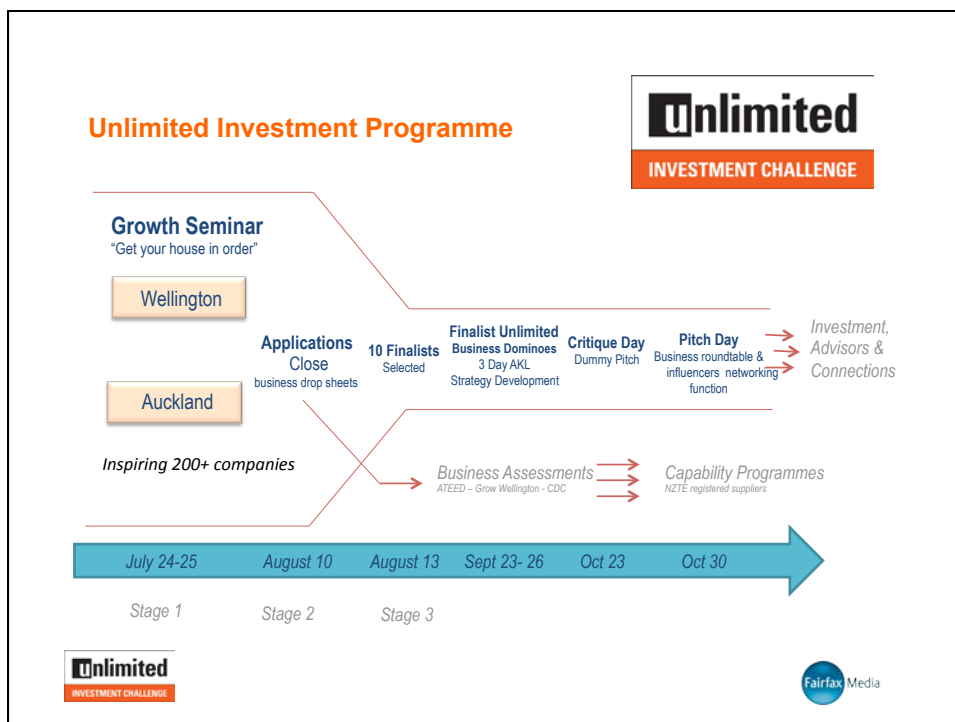 Unlimited Investment Programme
unlimited
INVESTMENT CHALLENGE
Growth Seminar
“Get your house in order”
Wellington
Auckland
Inspiring 200+ companies
Applications
Close
business drop sheets
10 Finalists
Selected
Finalist Unlimited
Business Dominoes
3 Day AKL
Strategy Development
Critique Day
Dummy Pitch
Pitch Day
Business roundtable &
influencers networking
function
Investment,
Advisors &
Connections
Business Assessments
ATEED – Grow Wellington - CDC
Capability Programmes
NZTE registered suppliers
July 24-25
August 10
August 13
Sept 23- 26
Oct 23
Oct 30
Stage 1
Stage 2
Stage 3
unlimited
INVESTMENT CHALLENGE
Fairfax Media